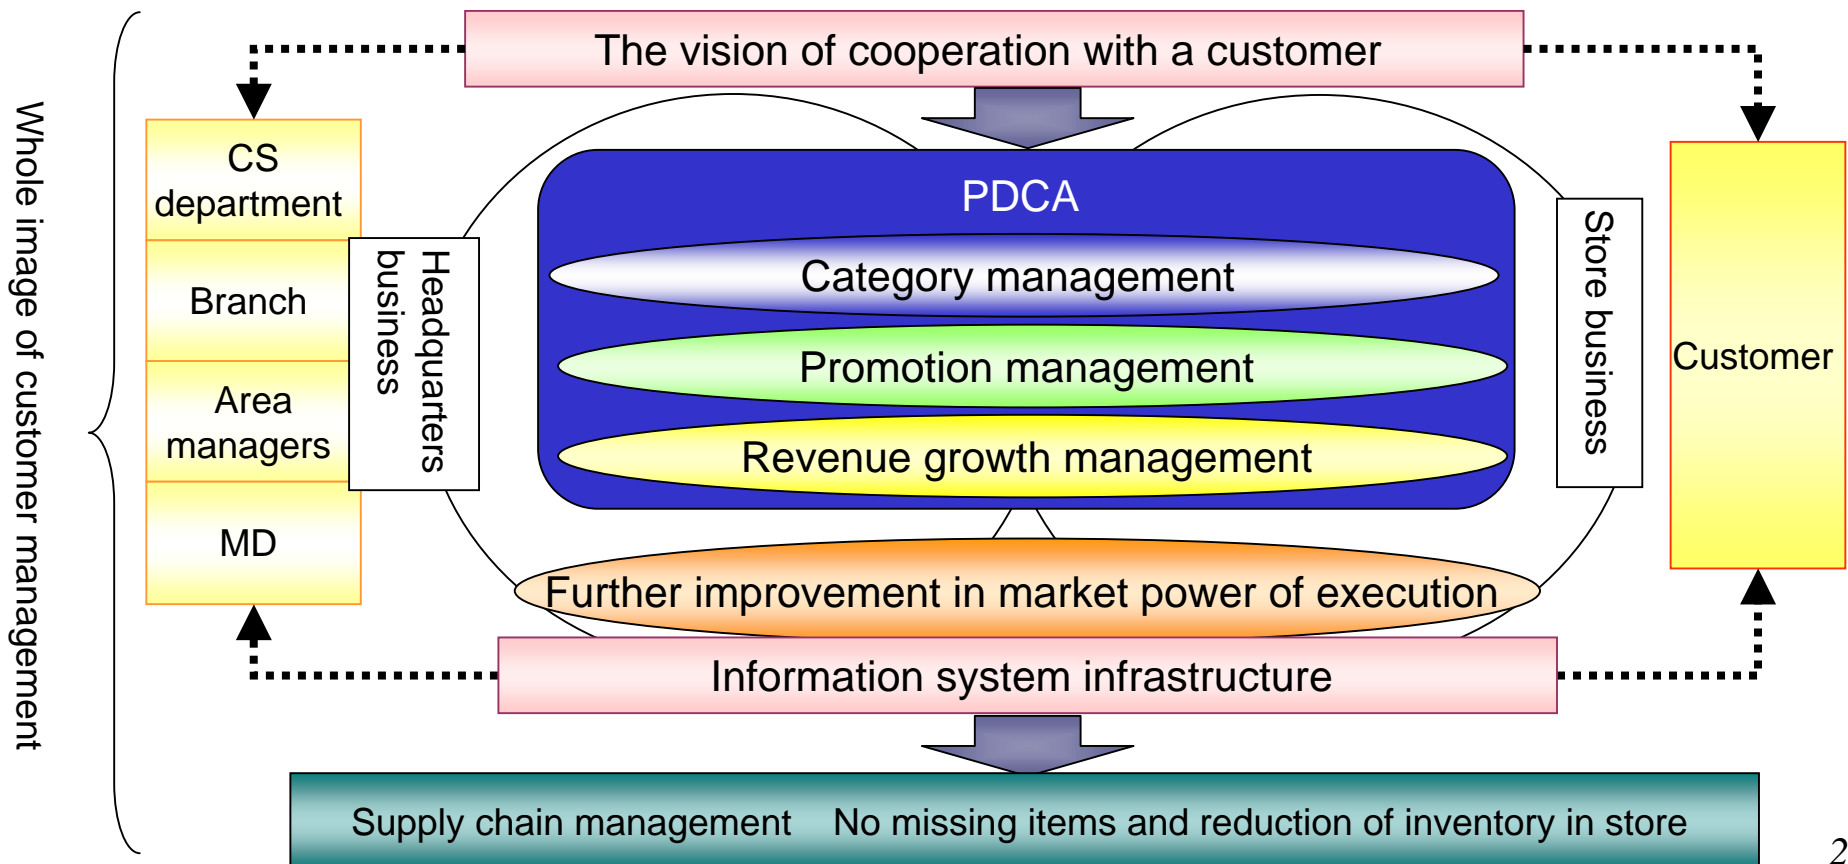 Whole image of customer management
The vision of cooperation with a customer
CS
department
Branch
Area
managers
MD
Headquarters
business
PDCA
Category management
Promotion management
Revenue growth management
Store business
Customer
Further improvement in market power of execution
Information system infrastructure
Supply chain management No missing items and reduction of inventory in store
2